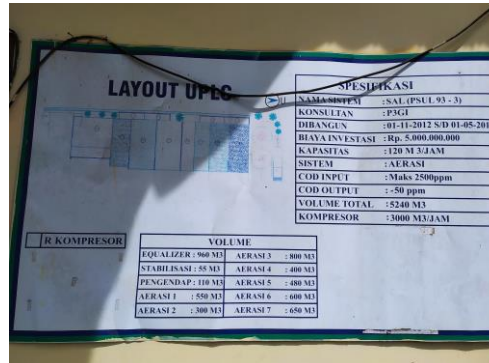 LAYOUT UPLC
SPESIFIKASI
NAMA SISTEM : SAL (PSUL 93 - 3)
KONSULTAN : P3GI
DIBANGUN : 01-11-2012 S/D 01-05-201
BIAYA INVESTASI : Rp. 5.000.000.000
KAPASITAS : 120 M 3/JAM
SISTEM : AERASI
COD INPUT : Maks 2500ppm
COD OUTPUT : -50 ppm
VOLUME TOTAL : 5240 M3
KOMPRESOR : 3000 M3/JAM
R KOMPRESOR
VOLUME
EQUALIZER : 960 M3 AERASI 3 : 800 M3
STABILISASI : 55 M3 AERASI 4 : 400 M3
PENGENDAP : 110 M3 AERASI 5 : 480 M3
AERASI 1 : 550 M3 AERASI 6 : 600 M3
AERASI 2 : 300 M3 AERASI 7 : 650 M3